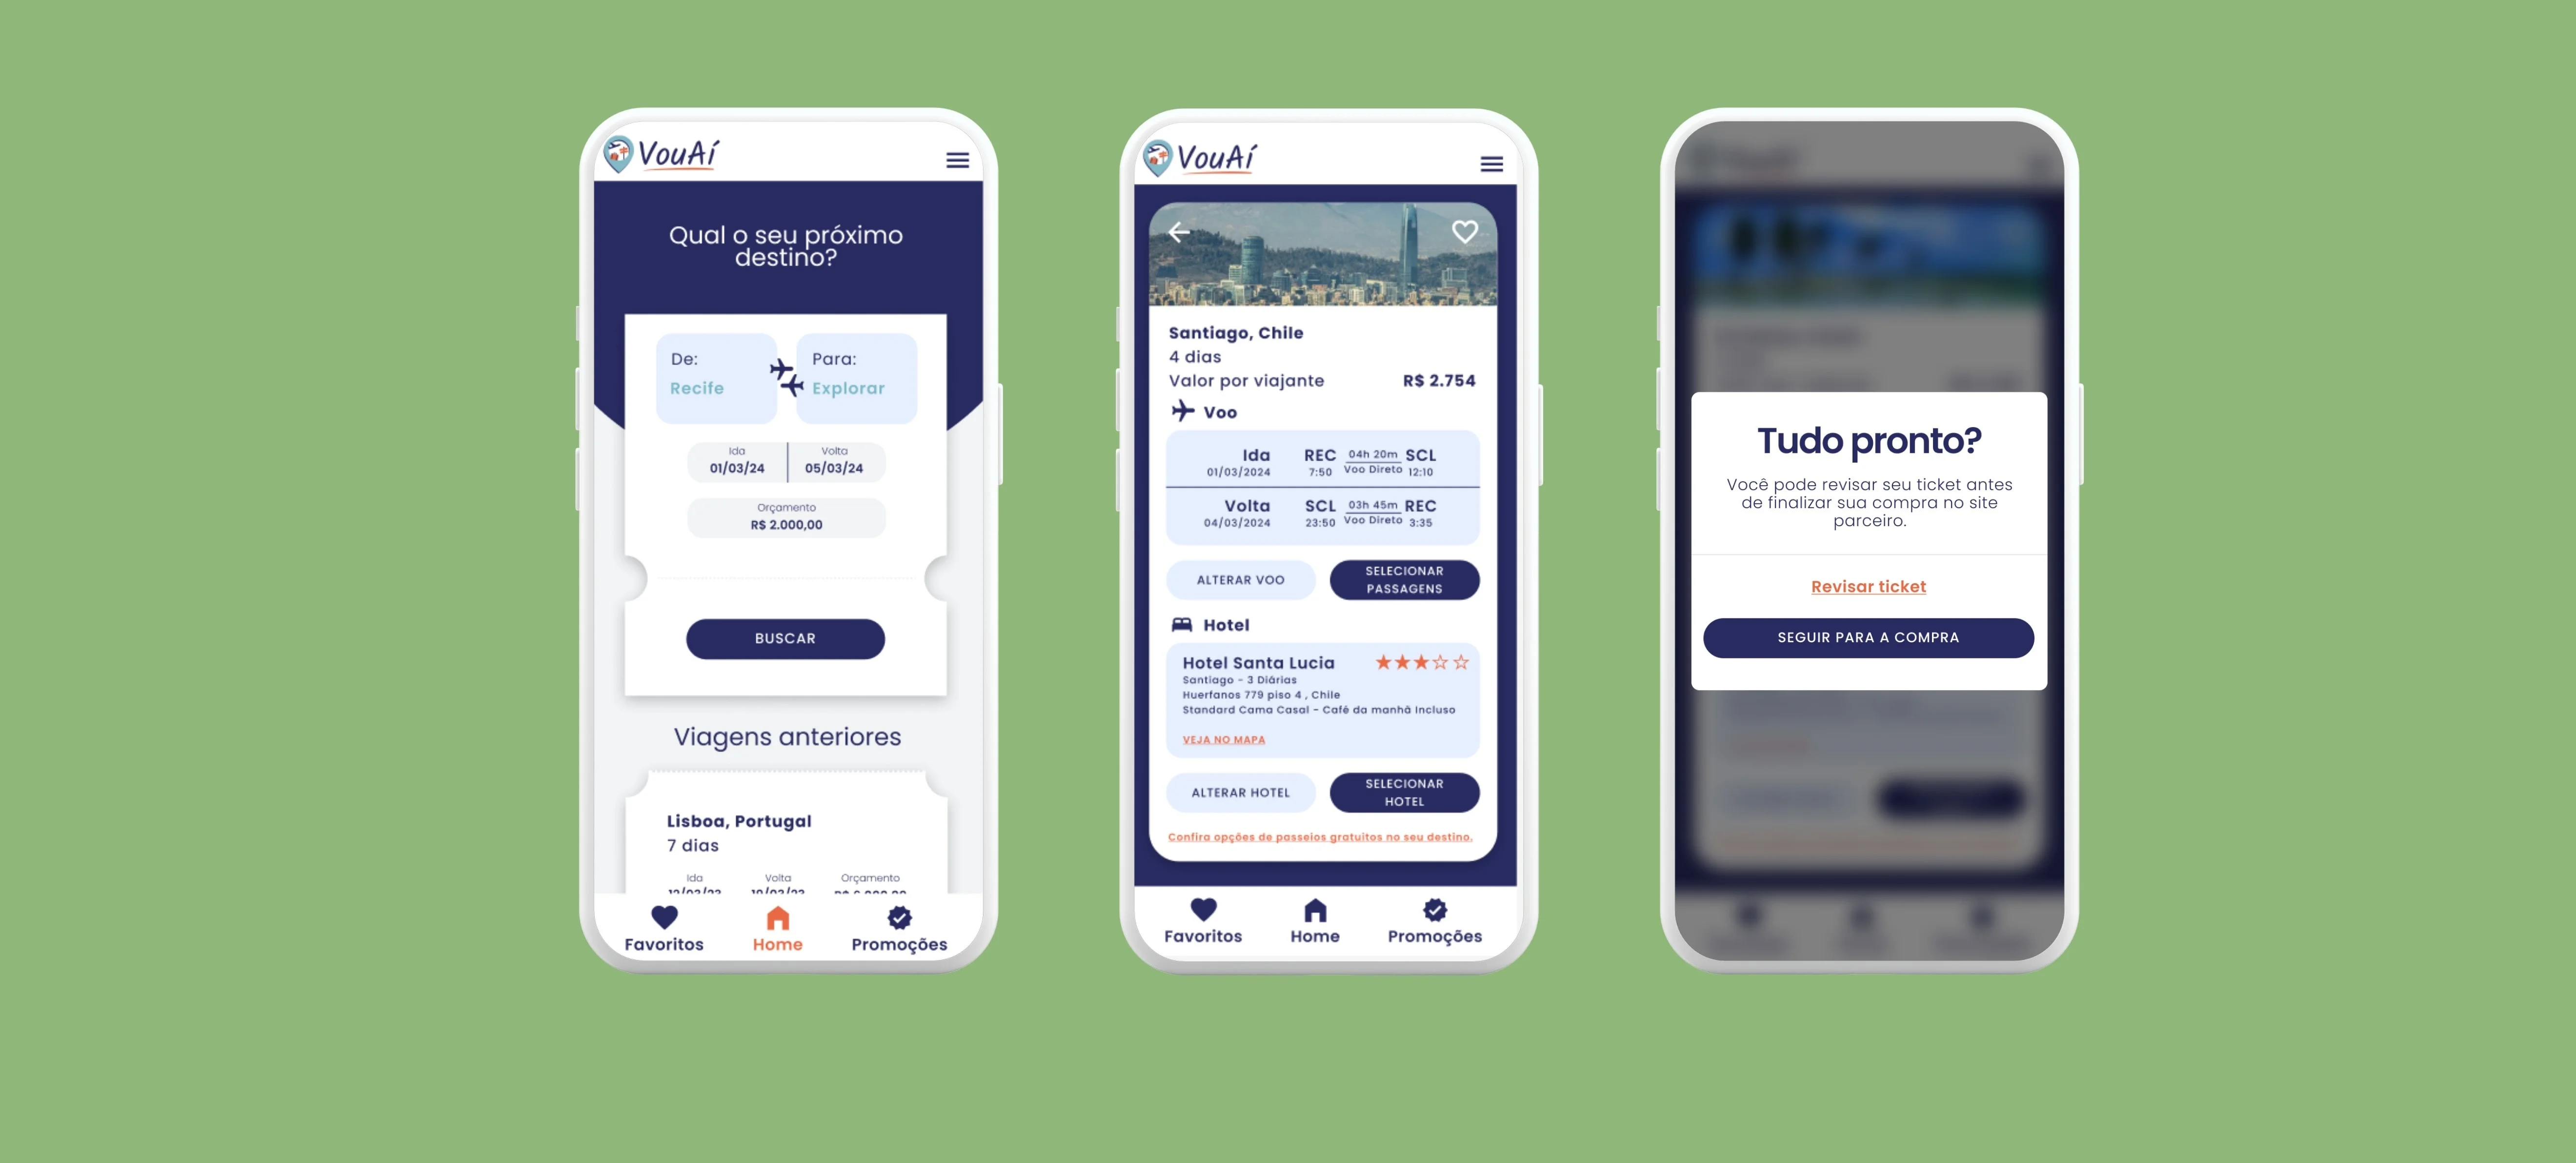 VouAí
Qual o seu próximo
destino?
De:
Recife
Para:
Explorar
Ida
01/03/24
Volta
05/03/24
Orçamento
R$ 2.000,00
BUSCAR
Viagens anteriores
Lisboa, Portugal
7 dias
Ida
Volta
Orçamento
Favoritos
Home
Promoções
VouAí
Santiago, Chile
4 dias
Valor por viajante R$ 2.754
Voo
Ida REC 04h 20m SCL
01/03/2024 7:50 Voo Direto 12:10
Volta SCL 03h 45m REC
04/03/2024 23:50 Voo Direto 3:35
ALTERAR VOO
SELECIONAR
PASSAGENS
Hotel
Hotel Santa Lucia
Santiago - 3 Diárias
Huerfanos 779 piso 4 , Chile
Standard Cama Casal - Café da manhã Incluso
VEJA NO MAPA
ALTERAR HOTEL
SELECIONAR
HOTEL
Confira opções de passeios gratuitos no seu destino.
Favoritos
Home
Promoções
Tudo pronto?
Você pode revisar seu ticket antes
de finalizar sua compra no site
parceiro.
Revisar ticket
SEGUIR PARA A COMPRA